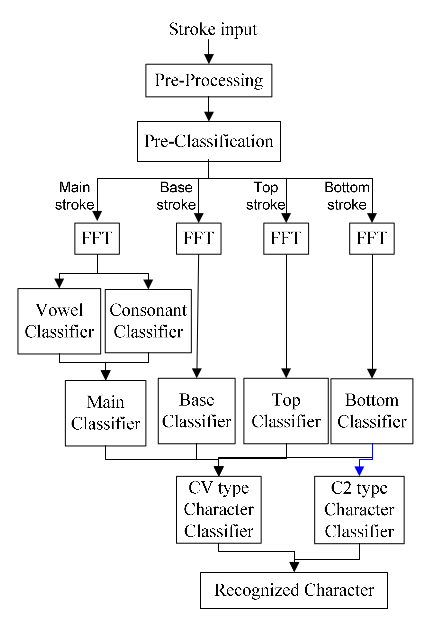 Stroke input
Pre-Processing
Pre-Classification
Main
stroke
Base
stroke
Top
stroke
Bottom
stroke
FFT
FFT
FFT
FFT
Vowel
Classifier
Consonant
Classifier
Main
Classifier
Base
Classifier
Top
Classifier
Bottom
Classifier
CV type
Character
Classifier
C2 type
Character
Classifier
Recognized Character